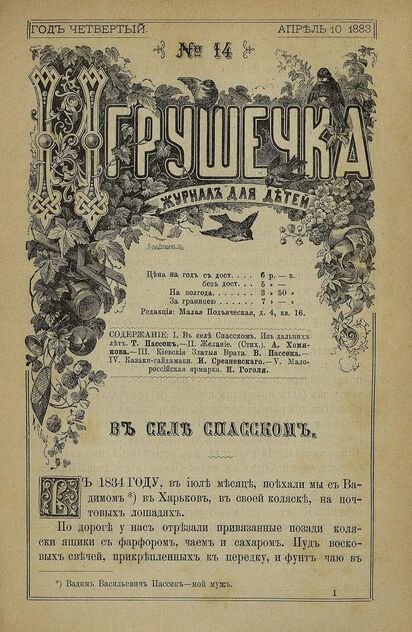 ГОДЪ ЧЕТВЕРТЫЙ.
АПРѢЛЬ 10 1883
№ 14
ИГРУШЕЧКА
ЖУРНАЛЪ ДЛЯ ДѢТЕЙ
Цѣна на годъ съ дост. . . . 6 р. — к.
безъ дост. . . . 5 » — »
На полгода. . . . . . . . 3 » 50 »
За границею . . . . . . . 7 » — »
Редакція: Малая Подъяческая, д. 4, кв. 16.
СОДЕРЖАНІЕ: I. Въ селѣ Спасскомъ. Изъ дальнихъ
лѣтъ. Т. Пассекъ.—II. Желаніе. (Стих.). А. Хомя-
кова.—III. Кіевскія Златыя Врата. В. Пассека.—
IV. Казаки-гайдамаки. И. Срезневскаго.—V. Мало-
россійская ярмарка. Н. Гоголя.
ВЪ СЕЛѢ СПАССКОМЪ.
ВЪ 1834 ГОДУ, въ іюлѣ мѣсяцѣ, поѣхали мы съ Ва-
димомъ *) въ Харьковъ, въ своей коляскѣ, на поч-
товыхъ лошадяхъ.
По дорогѣ у насъ отрѣзали привязанные позади коля-
ски ящики съ фарфоромъ, чаемъ и сахаромъ. Пудъ воско-
выхъ свѣчей, прикрѣпленныхъ къ передку, и фунтъ чаю въ
*) Вадимъ Васильевичъ Пассекъ—мой мужъ.
1